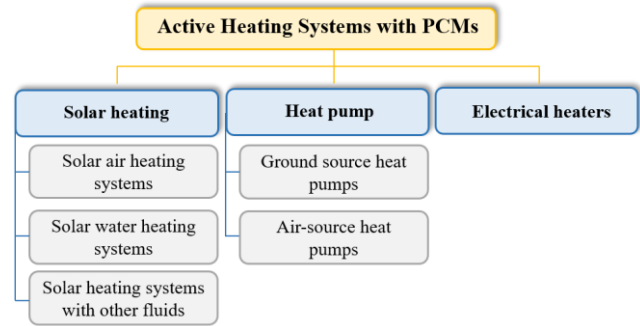 Active Heating Systems with PCMs
Solar heating
Heat pump
Electrical heaters
Solar air heating
systems
Ground source heat
pumps
Solar water heating
systems
Air-source heat
pumps
Solar heating systems
with other fluids